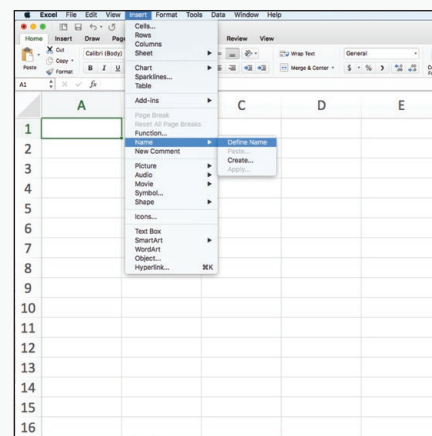 Excel File Edit View Insert Format Tools Data Window Help
Home Insert Draw Page Review View
Paste
Cut
Copy
Format
Calibri (Body)
B I U
Wrap Text
Merge & Center
General
$ % )
A1
fx
A C D E
Cells...
Rows
Columns
Sheet
Chart
Sparklines...
Table
Add-ins
Page Break
Reset All Page Breaks
Function...
Name
New Comment
Picture
Audio
Movie
Symbol...
Shape
Icons...
Text Box
SmartArt
WordArt
Object...
Hyperlink... ⌘K
Define Name
Paste...
Create...
Apply...
1
2
3
4
5
6
7
8
9
10
11
12
13
14
15
16